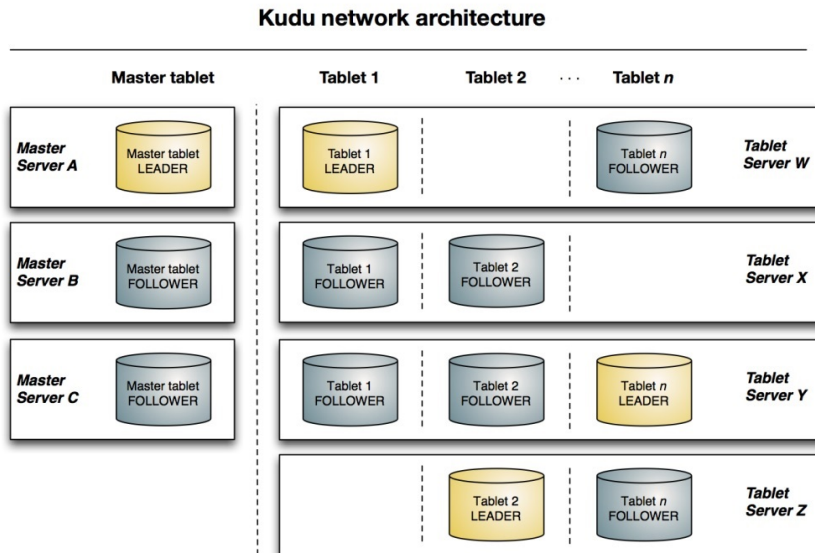 Kudu network architecture
Master tablet
Tablet 1
Tablet 2
· · ·
Tablet n
Master
Server A
Master tablet
LEADER
Tablet 1
LEADER
Tablet n
FOLLOWER
Tablet
Server W
Master
Server B
Master tablet
FOLLOWER
Tablet 1
FOLLOWER
Tablet 2
FOLLOWER
Tablet
Server X
Master
Server C
Master tablet
FOLLOWER
Tablet 1
FOLLOWER
Tablet 2
FOLLOWER
Tablet n
LEADER
Tablet
Server Y
Tablet 2
LEADER
Tablet n
FOLLOWER
Tablet
Server Z